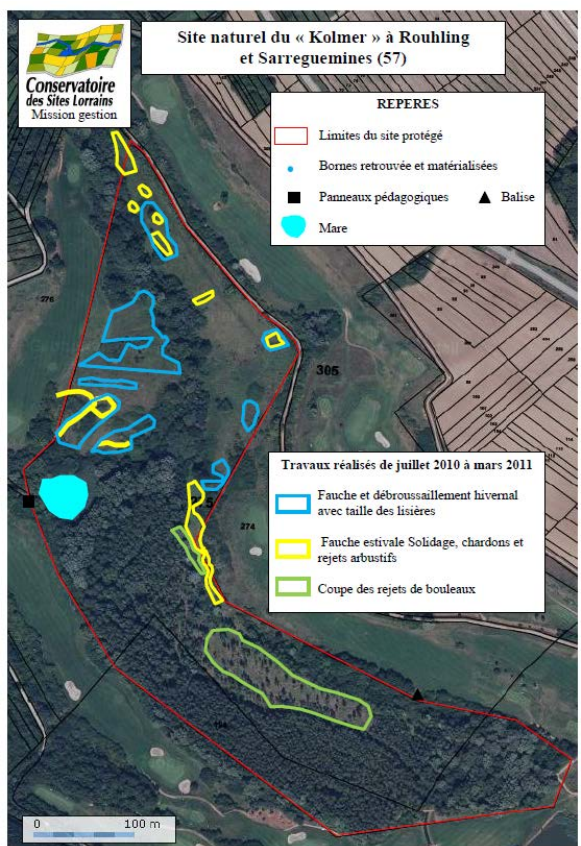 Site naturel du « Kolmer » à Rouhling
et Sarreguemines (57)
Conservatoire
des Sites Lorrains
Mission gestion
REPERES
Limites du site protégé
Bornes retrouvée et matérialisées
Panneaux pédagogiques
Balise
Mare
276
305
274
Travaux réalisés de juillet 2010 à mars 2011
Fauche et débroussaillement hivernal
avec taille des lisières
Fauche estivale Solidage, chardons et
rejets arbustifs
Coupe des rejets de bouleaux
0
100 m